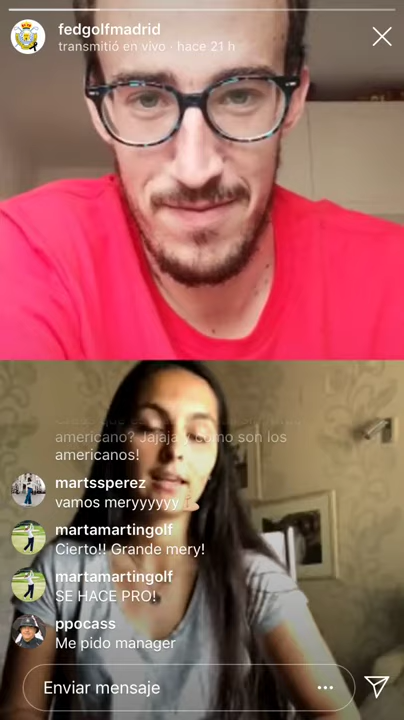 fedgolfmadrid
transmitió en vivo · hace 21 h
americano? Jajaja y como son los
americanos!
martssperez
vamos meryyyyyy 💪🏻
martamartingolf
Cierto!! Grande mery!
martamartingolf
SE HACE PRO!
ppocass
Me pido manager
Enviar mensaje